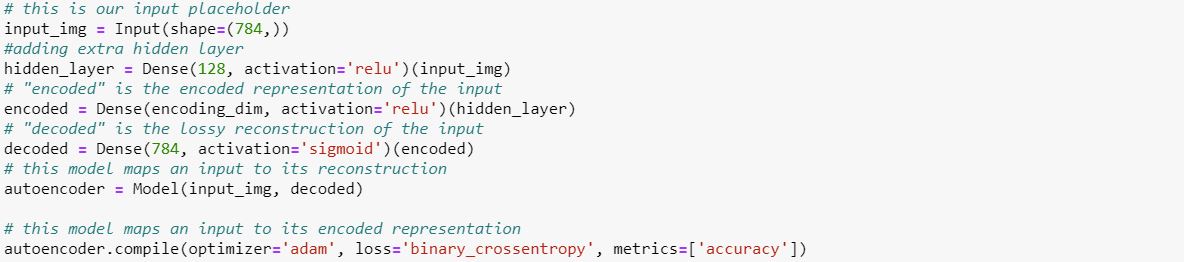 # this is our input placeholder
input_img = Input(shape=(784,))
#adding extra hidden layer
hidden_layer = Dense(128, activation='relu')(input_img)
# "encoded" is the encoded representation of the input
encoded = Dense(encoding_dim, activation='relu')(hidden_layer)
# "decoded" is the lossy reconstruction of the input
decoded = Dense(784, activation='sigmoid')(encoded)
# this model maps an input to its reconstruction
autoencoder = Model(input_img, decoded)
# this model maps an input to its encoded representation
autoencoder.compile(optimizer='adam', loss='binary_crossentropy', metrics=['accuracy'])